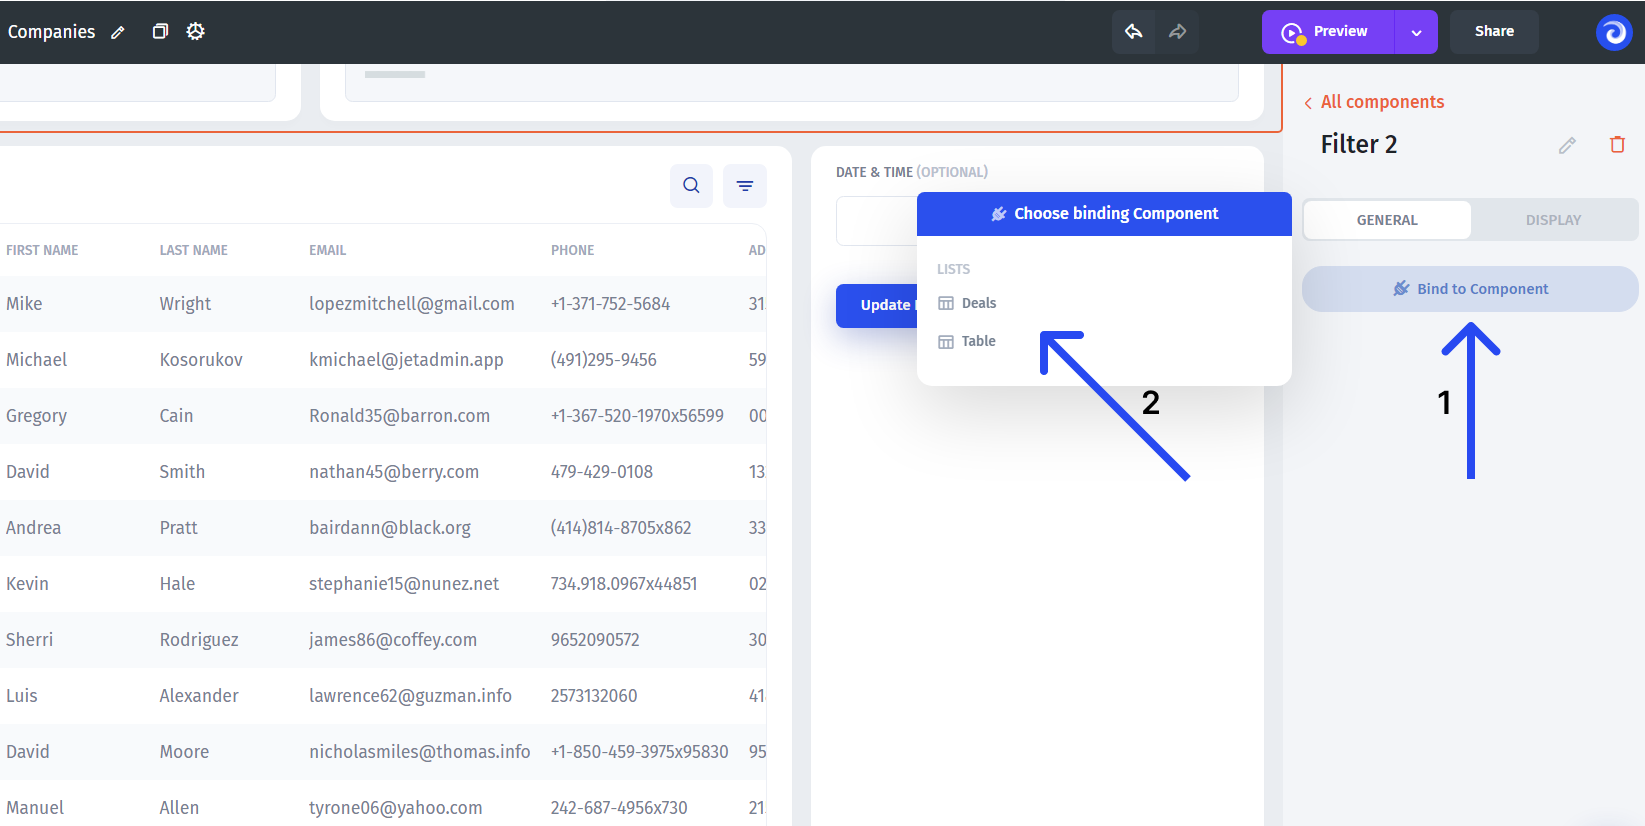 Companies
Preview
Share
All components
Filter 2
GENERAL DISPLAY
Bind to Component
1
DATE & TIME (OPTIONAL)
Choose binding Component
LISTS
Deals
Table
2
Update
FIRST NAME LAST NAME EMAIL PHONE AD
Mike Wright lopezmitchell@gmail.com +1-371-752-5684 31
Michael Kosorukov kmichael@jetadmin.app (491)295-9456 59
Gregory Cain Ronald35@barron.com +1-367-520-1970x56599 00
David Smith nathan45@berry.com 479-429-0108 13
Andrea Pratt bairdann@black.org (414)814-8705x862 33
Kevin Hale stephanie15@nunez.net 734.918.0967x44851 02
Sherri Rodriguez james86@coffey.com 9652090572 30
Luis Alexander lawrence62@guzman.info 2573132060 41
David Moore nicholasmiles@thomas.info +1-850-459-3975x95830 95
Manuel Allen tyrone06@yahoo.com 242-687-4956x730 21